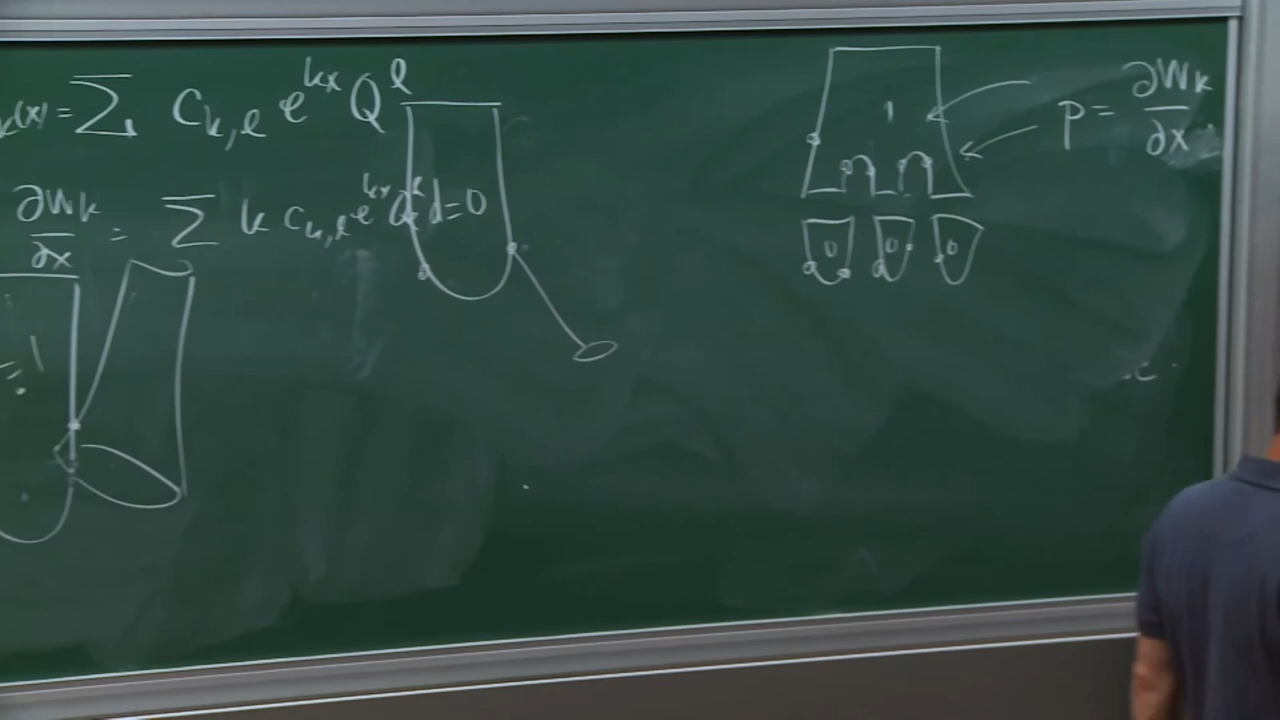 ₖ(x) = ∑ C_{k,ℓ} e^{kx} Q^ℓ
∂W_k/∂x = ∑ k C_{k,ℓ} e^{kx} Q^ℓ d=0
= 1
1
p = ∂W_k/∂x
0 0 0